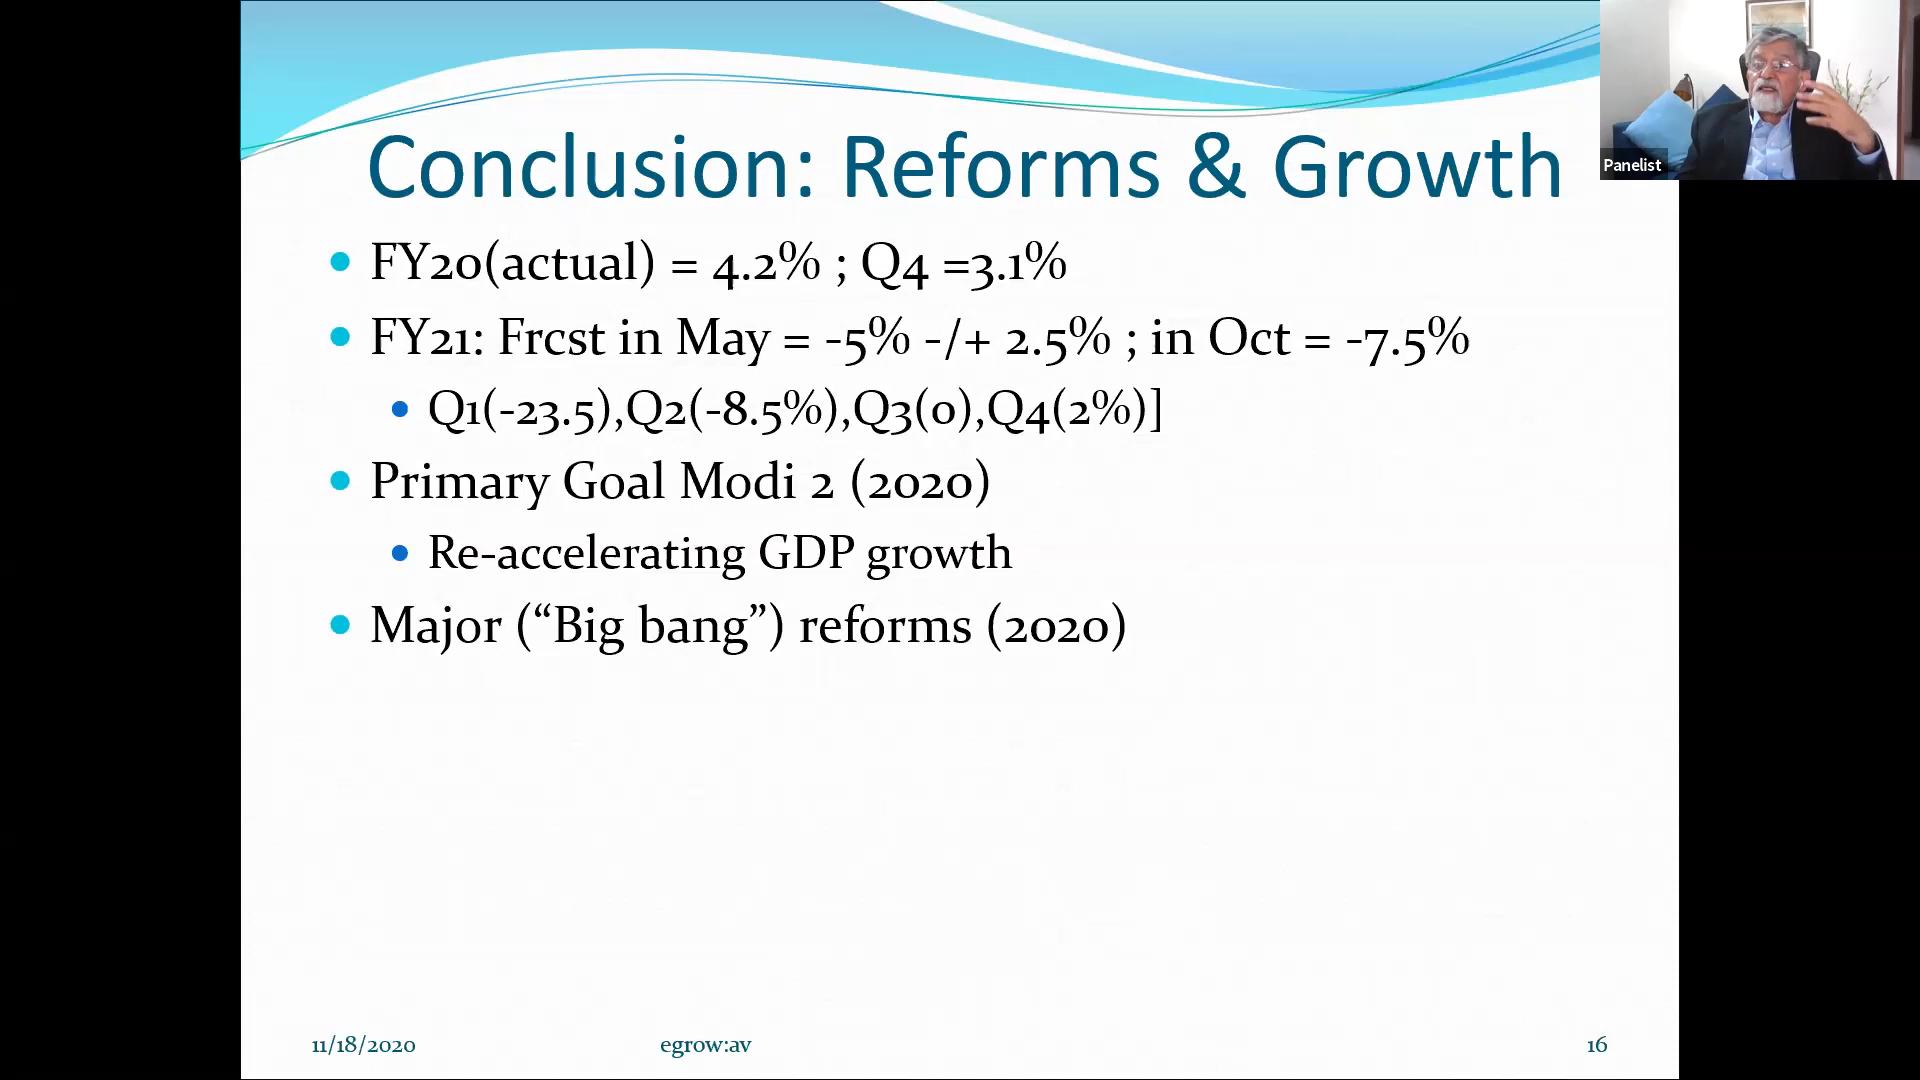 Conclusion: Reforms & Growth
Panelist
FY20(actual) = 4.2% ; Q4 =3.1%
FY21: Frcst in May = -5% -/+ 2.5% ; in Oct = -7.5%
Q1(-23.5),Q2(-8.5%),Q3(0),Q4(2%)]
Primary Goal Modi 2 (2020)
Re-accelerating GDP growth
Major (“Big bang”) reforms (2020)
11/18/2020 egrow:av 16